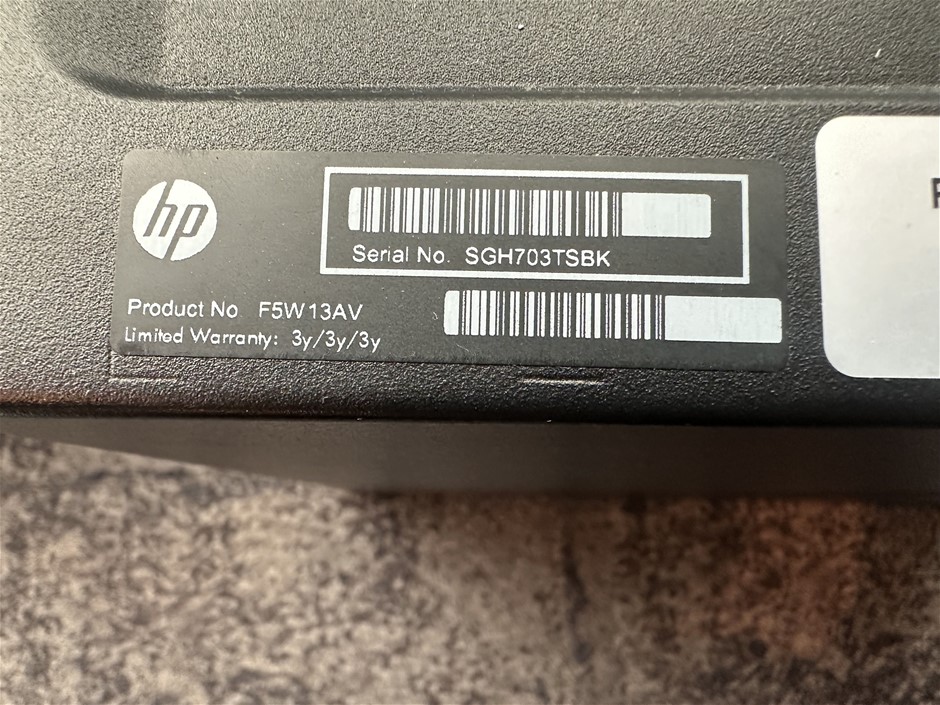 hp
Serial No. SGH703TSBK
Product No F5W13AV
Limited Warranty: 3y/3y/3y